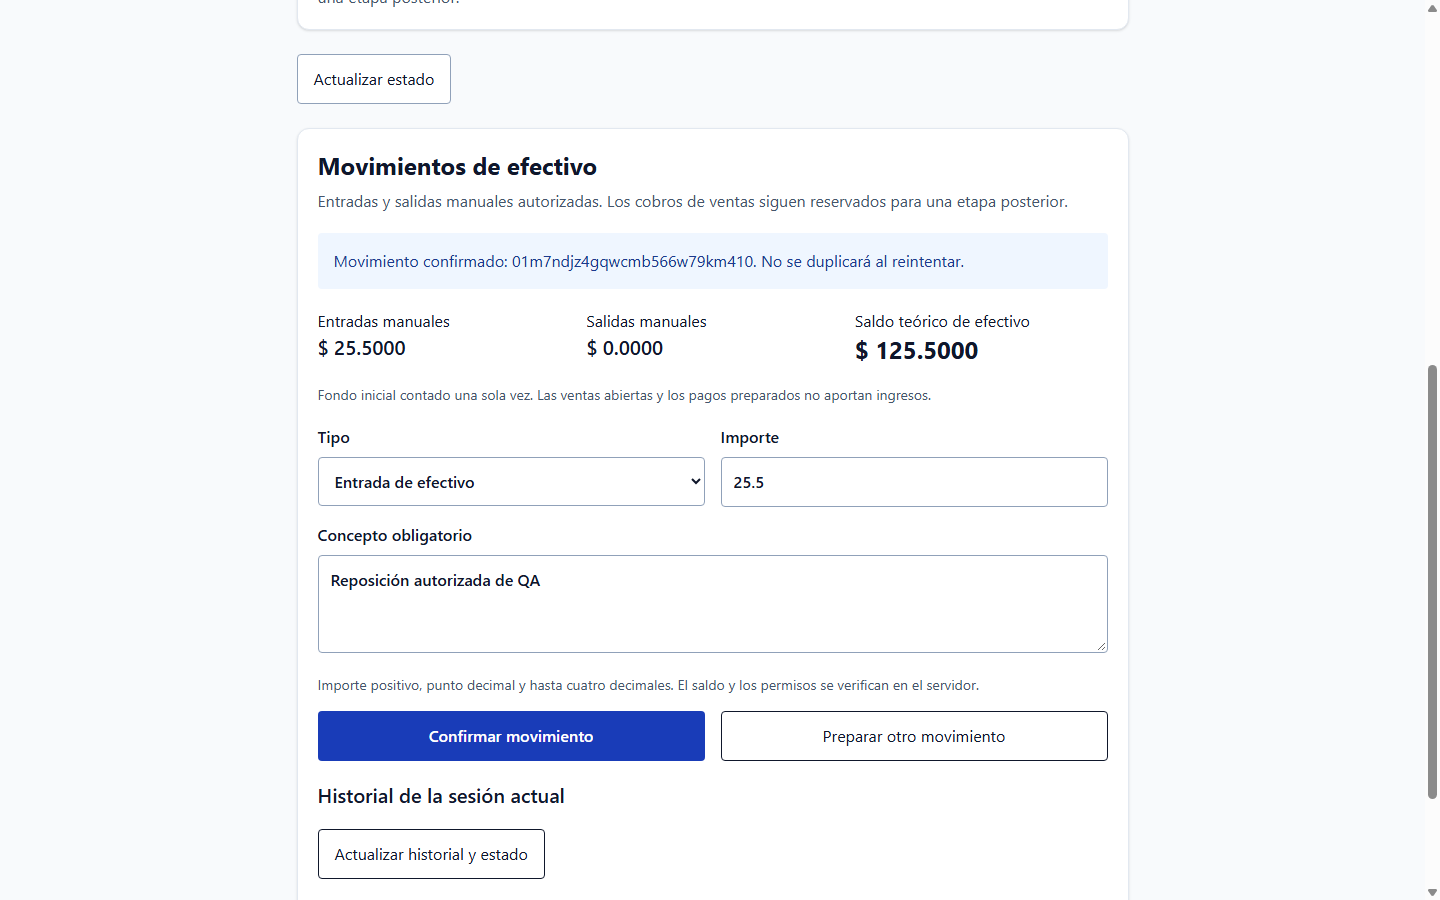 Actualizar estado
Movimientos de efectivo
Entradas y salidas manuales autorizadas. Los cobros de ventas siguen reservados para una etapa posterior.
Movimiento confirmado: 01m7ndjz4gqwcmb566w79km410. No se duplicará al reintentar.
Entradas manuales
$ 25.5000
Salidas manuales
$ 0.0000
Saldo teórico de efectivo
$ 125.5000
Fondo inicial contado una sola vez. Las ventas abiertas y los pagos preparados no aportan ingresos.
Tipo
Entrada de efectivo
Importe
25.5
Concepto obligatorio
Reposición autorizada de QA
Importe positivo, punto decimal y hasta cuatro decimales. El saldo y los permisos se verifican en el servidor.
Confirmar movimiento
Preparar otro movimiento
Historial de la sesión actual
Actualizar historial y estado